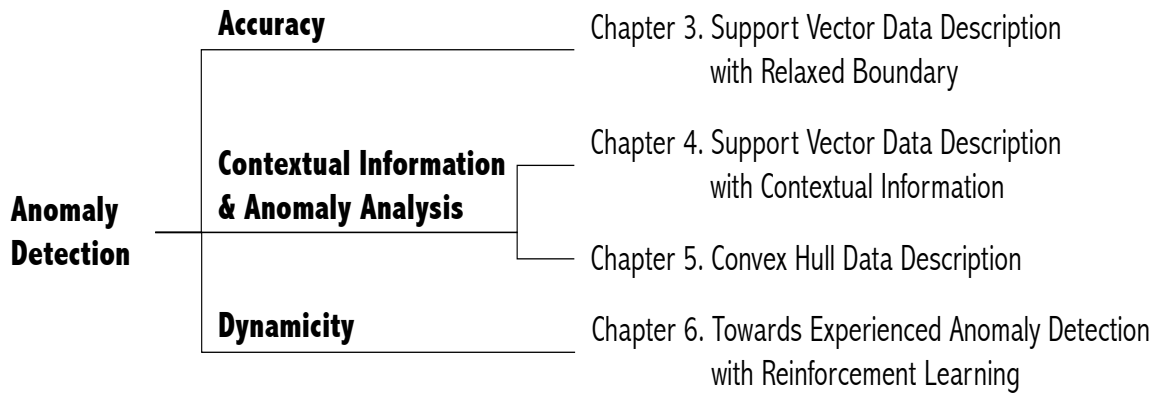 Anomaly
Detection
Accuracy
Chapter 3. Support Vector Data Description
with Relaxed Boundary
Contextual Information
& Anomaly Analysis
Chapter 4. Support Vector Data Description
with Contextual Information
Chapter 5. Convex Hull Data Description
Dynamicity
Chapter 6. Towards Experienced Anomaly Detection
with Reinforcement Learning